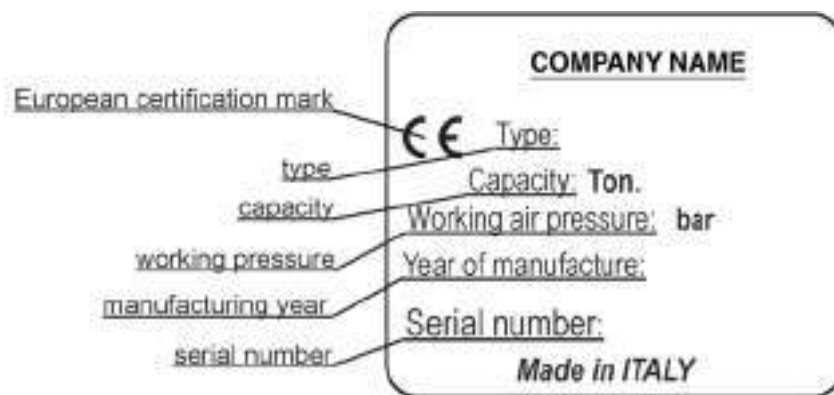 COMPANY NAME
European certification mark
CE Type:
type
Capacity: Ton.
capacity
Working air pressure: bar
working pressure
Year of manufacture:
manufacturing year
Serial number:
serial number
Made in ITALY